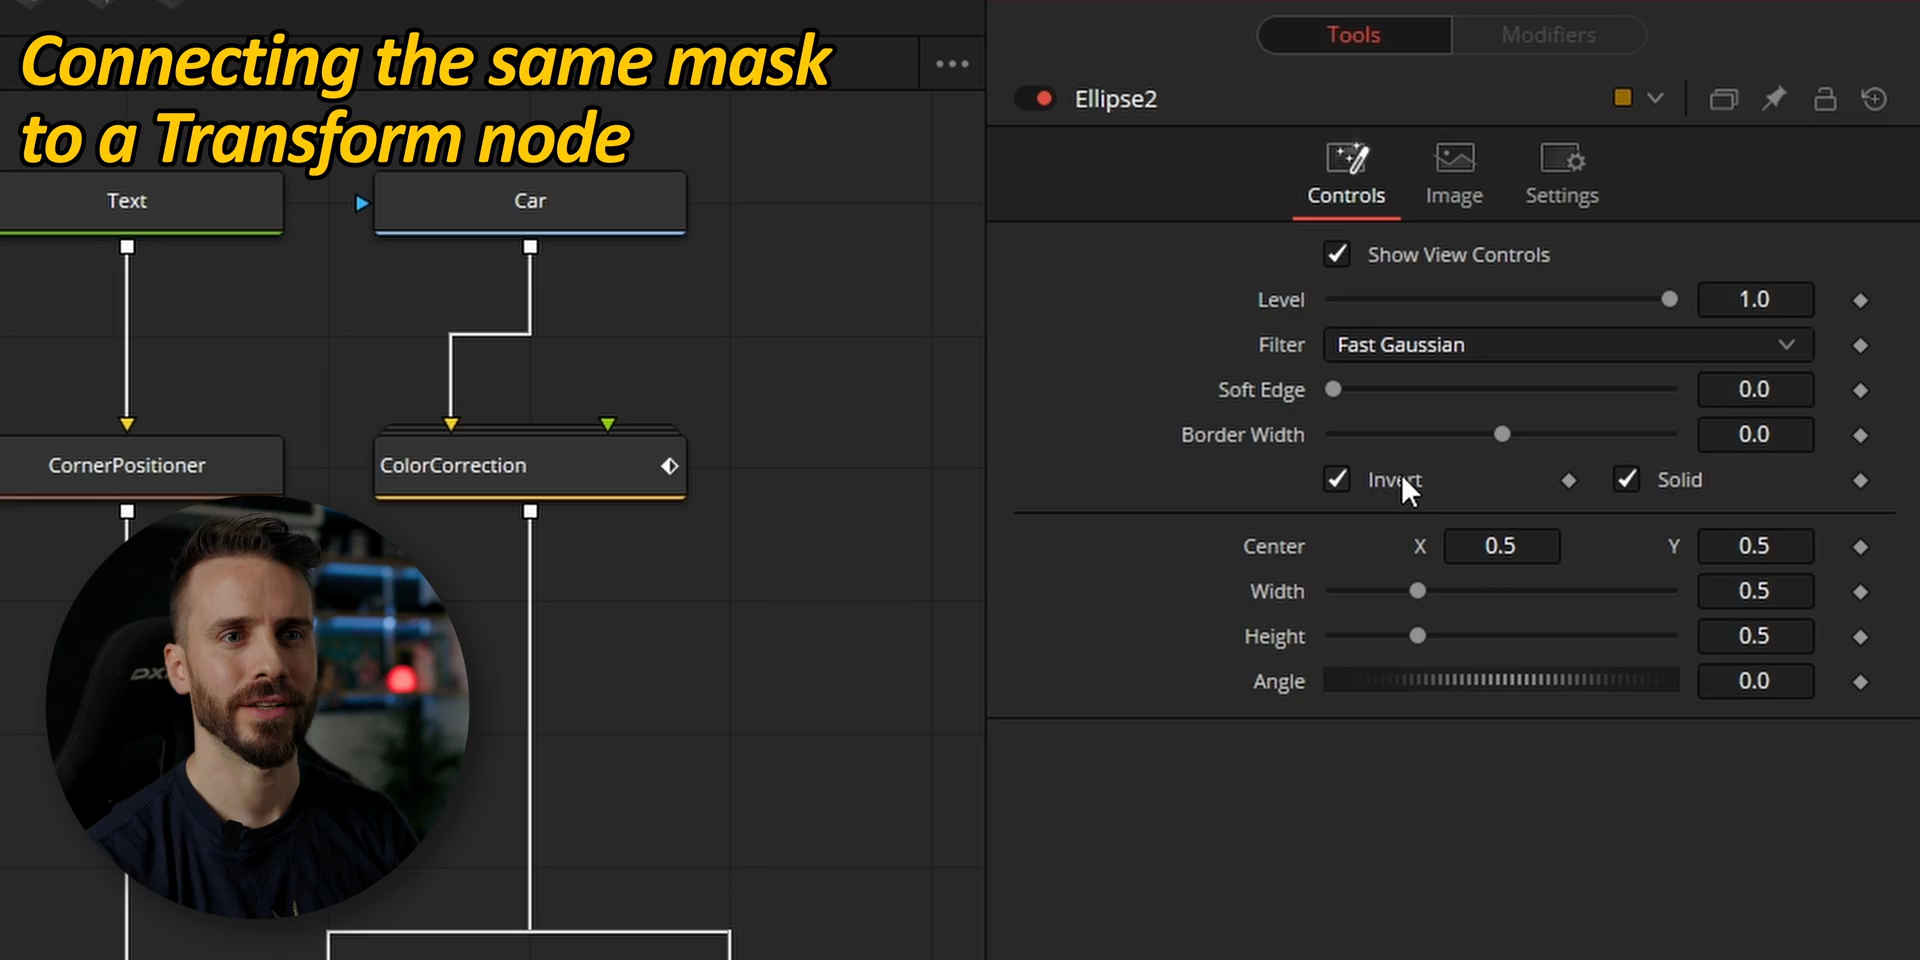 Connecting the same mask
to a Transform node
Text
Car
CornerPositioner
ColorCorrection
Tools
Modifiers
Ellipse2
Controls
Image
Settings
Show View Controls
Level 1.0
Filter Fast Gaussian
Soft Edge 0.0
Border Width 0.0
Invert Solid
Center X 0.5 Y 0.5
Width 0.5
Height 0.5
Angle 0.0